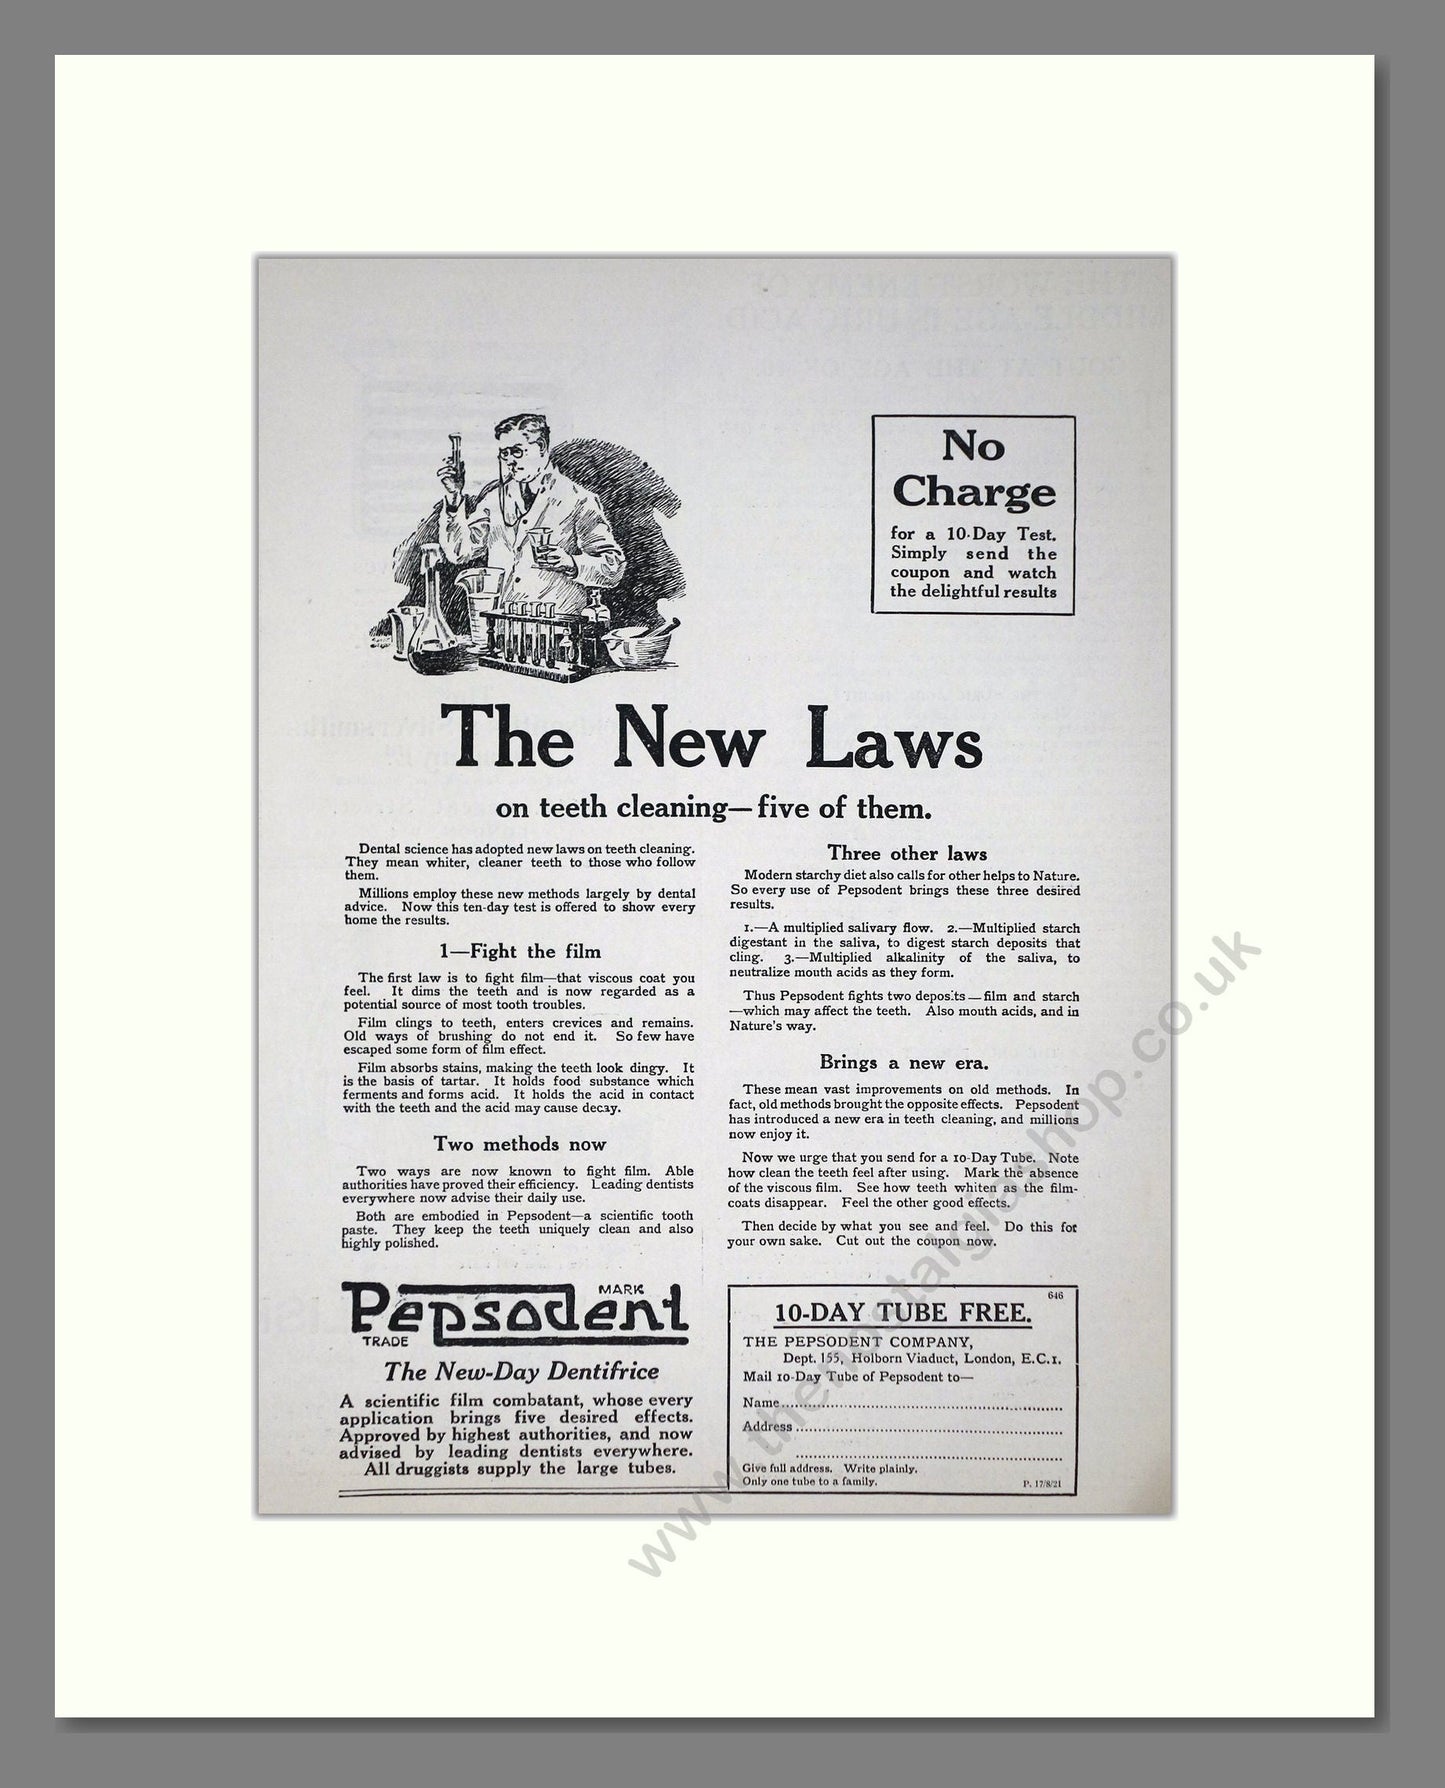 No
Charge
for a 10-Day Test.
Simply send the
coupon and watch
the delightful results
The New Laws
on teeth cleaning—five of them.
Dental science has adopted new laws on teeth cleaning.
They mean whiter, cleaner teeth to those who follow
them.
Millions employ these new methods largely by dental
advice. Now this ten-day test is offered to show every
home the results.
1—Fight the film
The first law is to fight film—that viscous coat you
feel. It dims the teeth and is now regarded as a
potential source of most tooth troubles.
Film clings to teeth, enters crevices and remains.
Old ways of brushing do not end it. So few have
escaped some form of film effect.
Film absorbs stains, making the teeth look dingy. It
is the basis of tartar. It holds food substance which
ferments and forms acid. It holds the acid in contact
with the teeth and the acid may cause decay.
Two methods now
Two ways are now known to fight film. Able
authorities have proved their efficiency. Leading dentists
everywhere now advise their daily use.
Both are embodied in Pepsodent—a scientific tooth
paste. They keep the teeth uniquely clean and also
highly polished.
Three other laws
Modern starchy diet also calls for other helps to Nature.
So every use of Pepsodent brings these three desired
results.
1.—A multiplied salivary flow. 2.—Multiplied starch
digestant in the saliva, to digest starch deposits that
cling. 3.—Multiplied alkalinity of the saliva, to
neutralize mouth acids as they form.
Thus Pepsodent fights two deposits—film and starch
—which may affect the teeth. Also mouth acids, and in
Nature's way.
Brings a new era.
These mean vast improvements on old methods. In
fact, old methods brought the opposite effects. Pepsodent
has introduced a new era in teeth cleaning, and millions
now enjoy it.
Now we urge that you send for a 10-Day Tube. Note
how clean the teeth feel after using. Mark the absence
of the viscous film. See how teeth whiten as the film-
coats disappear. Feel the other good effects.
Then decide by what you see and feel. Do this for
your own sake. Cut out the coupon now.
MARK
Pepsodent
TRADE
The New-Day Dentifrice
A scientific film combatant, whose every
application brings five desired effects.
Approved by highest authorities, and now
advised by leading dentists everywhere.
All druggists supply the large tubes.
646
10-DAY TUBE FREE.
THE PEPSODENT COMPANY,
Dept. 155, Holborn Viaduct, London, E.C.1.
Mail 10-Day Tube of Pepsodent to—
Name
Address
Give full address. Write plainly.
Only one tube to a family.
P. 17/8/21
www.thenostalgiashop.co.uk